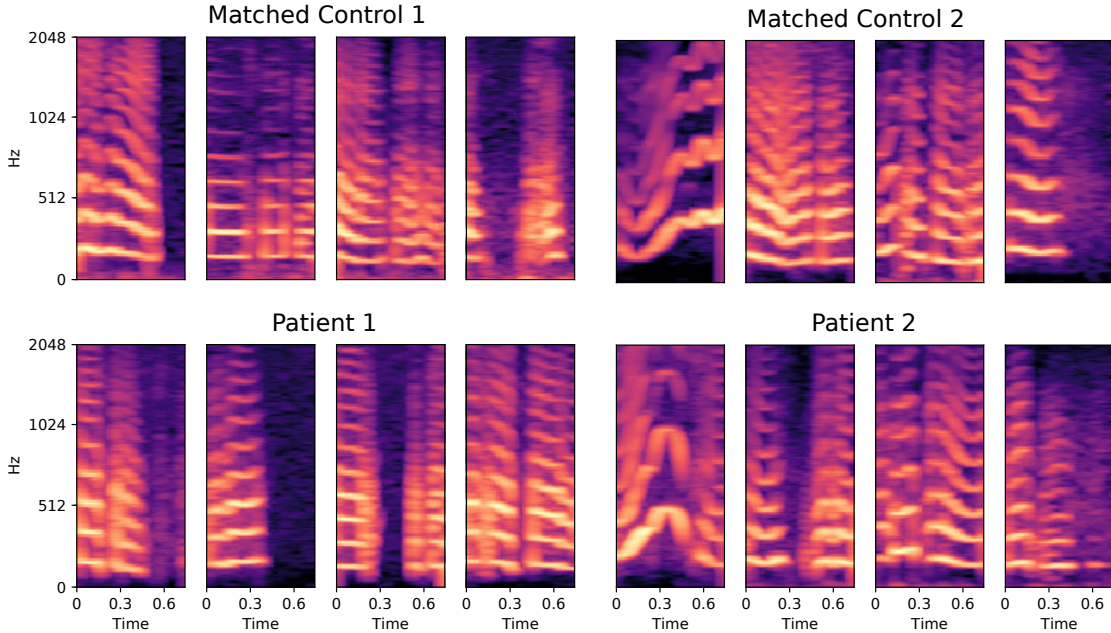 Matched Control 1
Matched Control 2
2048
1024
Hz
512
0
Patient 1
Patient 2
2048
1024
Hz
512
0
0 0.3 0.6 0 0.3 0.6 0 0.3 0.6 0 0.3 0.6 0 0.3 0.6 0 0.3 0.6 0 0.3 0.6 0 0.3 0.6
Time Time Time Time Time Time Time Time